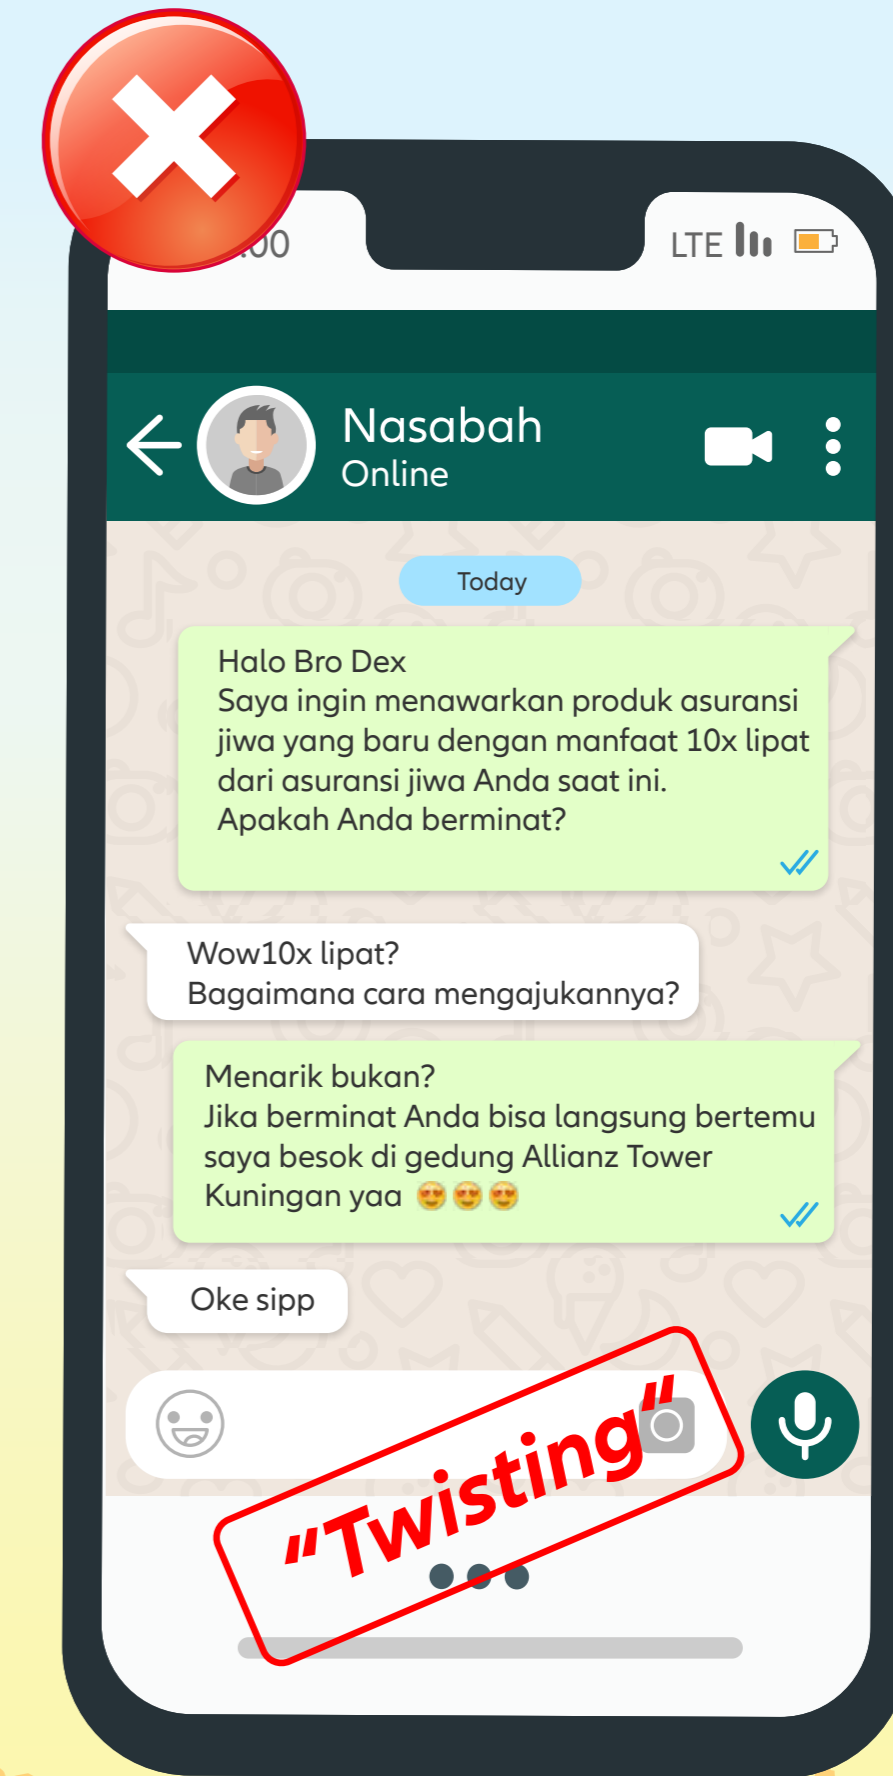 :00
LTE
Nasabah
Online
Today
Halo Bro Dex
Saya ingin menawarkan produk asuransi
jiwa yang baru dengan manfaat 10x lipat
dari asuransi jiwa Anda saat ini.
Apakah Anda berminat?
Wow10x lipat?
Bagaimana cara mengajukannya?
Menarik bukan?
Jika berminat Anda bisa langsung bertemu
saya besok di gedung Allianz Tower
Kuningan yaa 😍😍😍
Oke sipp
"Twisting"